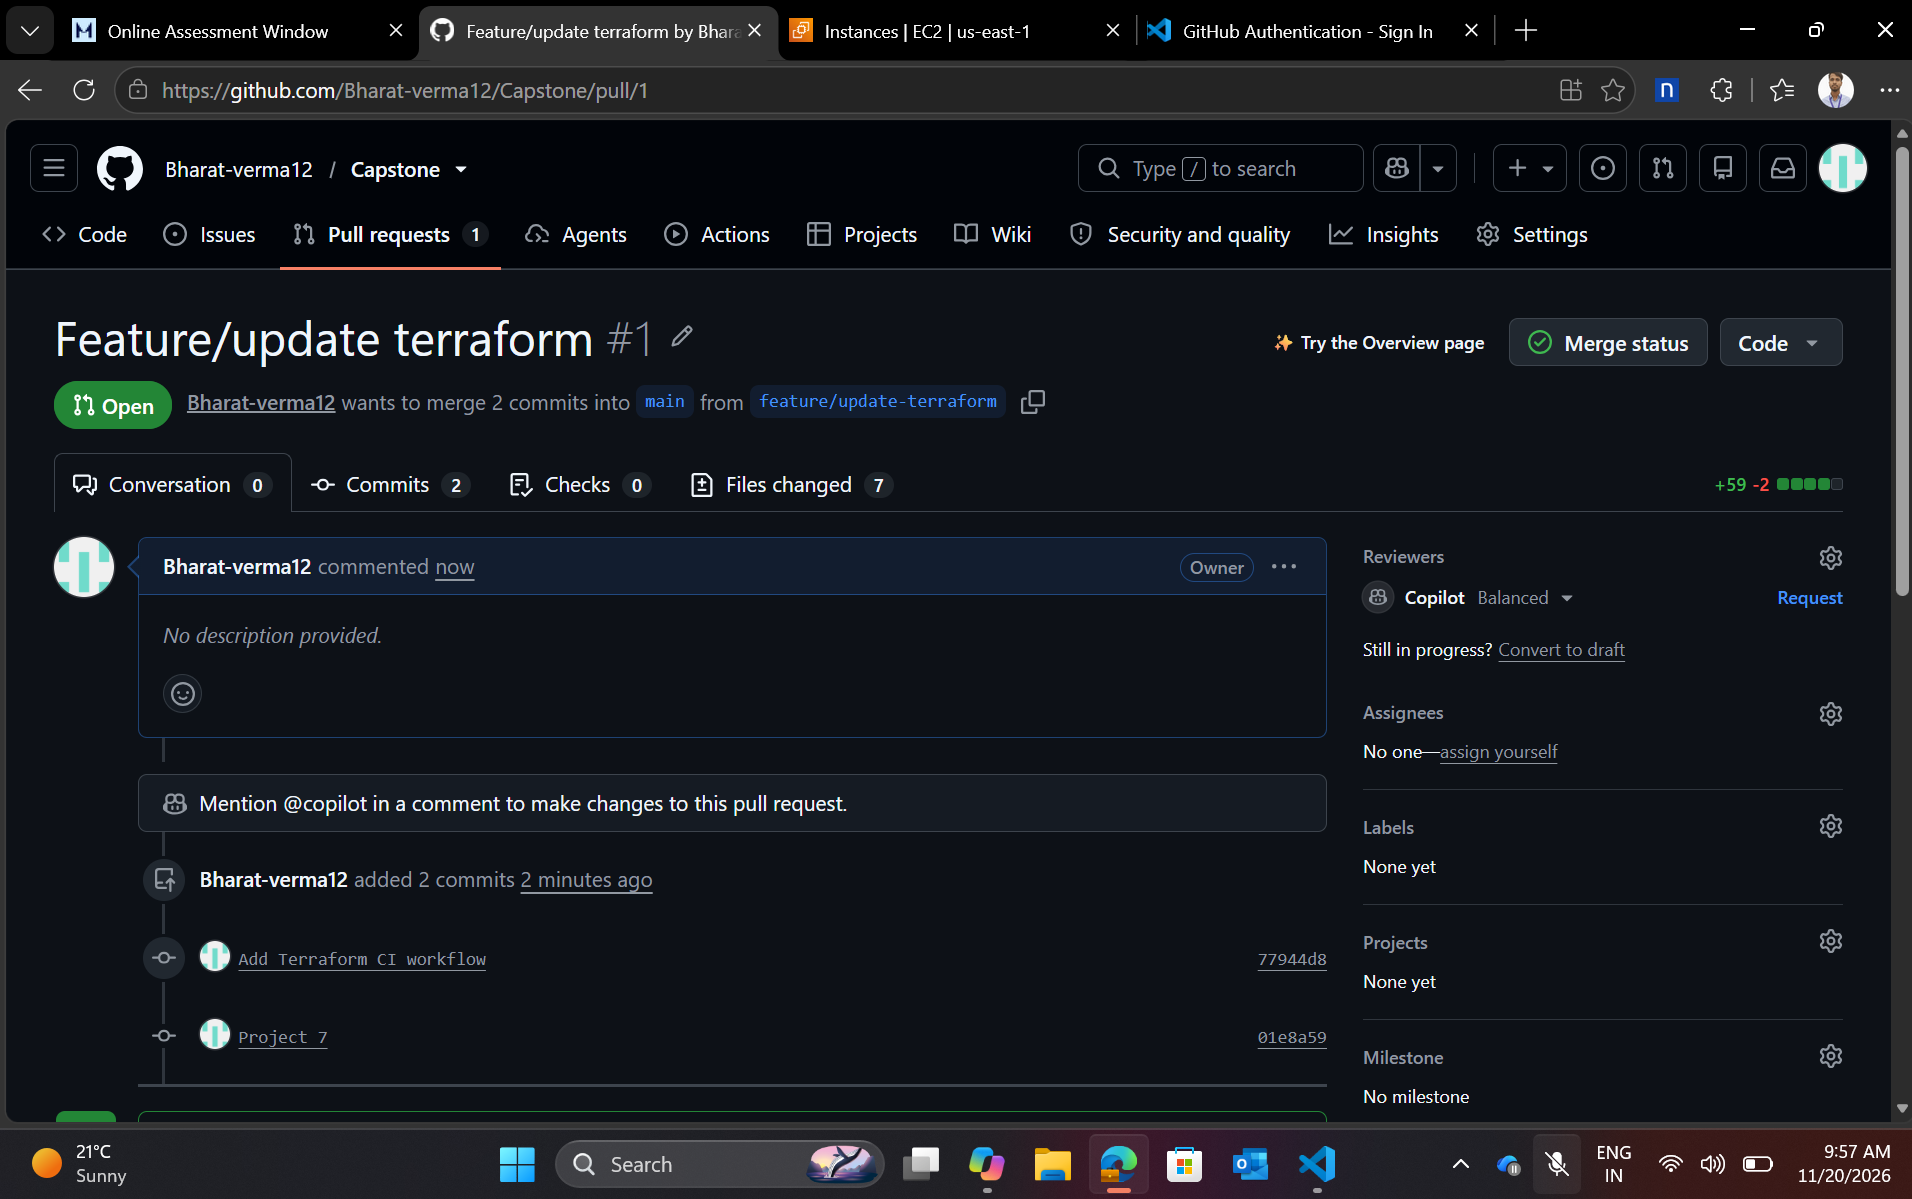 Online Assessment Window
Feature/update terraform by Bhara
Instances | EC2 | us-east-1
GitHub Authentication - Sign In
https://github.com/Bharat-verma12/Capstone/pull/1
Bharat-verma12 / Capstone
Type / to search
Code
Issues
Pull requests 1
Agents
Actions
Projects
Wiki
Security and quality
Insights
Settings
Feature/update terraform #1
Try the Overview page
Merge status
Code
Open
Bharat-verma12 wants to merge 2 commits into main from feature/update-terraform
Conversation 0
Commits 2
Checks 0
Files changed 7
+59 -2
Bharat-verma12 commented now
Owner
No description provided.
Mention @copilot in a comment to make changes to this pull request.
Bharat-verma12 added 2 commits 2 minutes ago
Add Terraform CI workflow
77944d8
Project 7
01e8a59
Reviewers
Copilot Balanced
Request
Still in progress? Convert to draft
Assignees
No one—assign yourself
Labels
None yet
Projects
None yet
Milestone
No milestone
21°C
Sunny
Search
ENG
IN
9:57 AM
11/20/2026